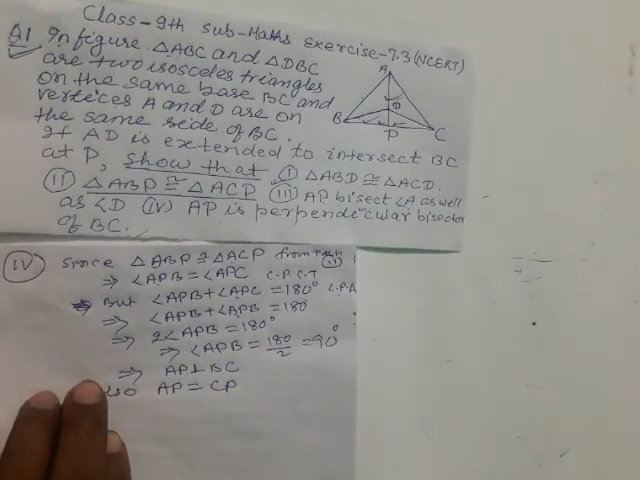 Class-9th Sub-Maths exercise-7.3 (NCERT)
Q1 In figure. △ABC and △DBC
are two isosceles triangles
on the same base BC and
vertices A and D are on
the same side of BC.
If AD is extended to intersect BC
at P, show that (i) △ABD ≅ △ACD.
(ii) △ABP ≅ △ACP (iii) AP bisect ∠A as well
as ∠D (iv) AP is perpendicular bisector
of BC.
A
D
B
P
C
(IV) Since △ABP ≅ △ACP from (ii)
⇒ ∠APB = ∠APC C.P.C.T
But ∠APB + ∠APC = 180° L.P.A
⇒ ∠APB + ∠APB = 180
⇒ 2∠APB = 180°
⇒ ∠APB = 180/2 = 90°
⇒ AP ⊥ BC
AP = CP